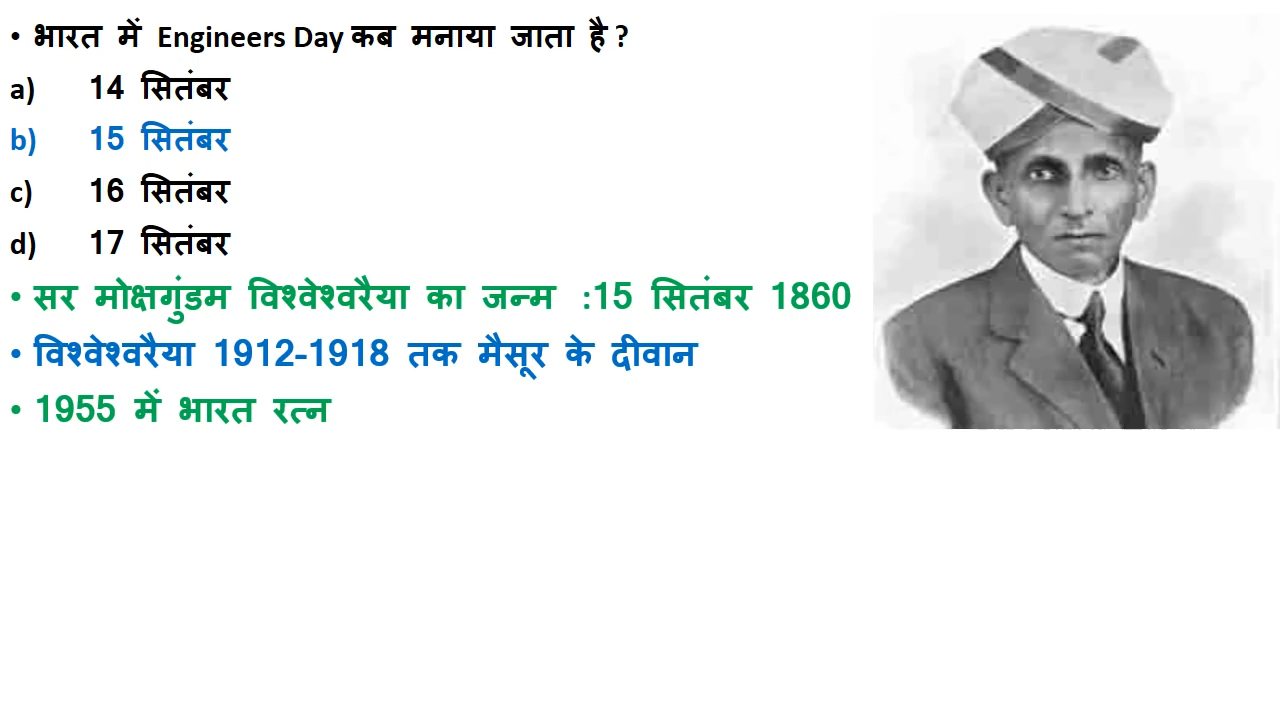 • भारत में Engineers Day कब मनाया जाता है ?
a) 14 सितंबर
b) 15 सितंबर
c) 16 सितंबर
d) 17 सितंबर
• सर मोक्षगुंडम विश्वेश्वरैया का जन्म :15 सितंबर 1860
• विश्वेश्वरैया 1912-1918 तक मैसूर के दीवान
• 1955 में भारत रत्न